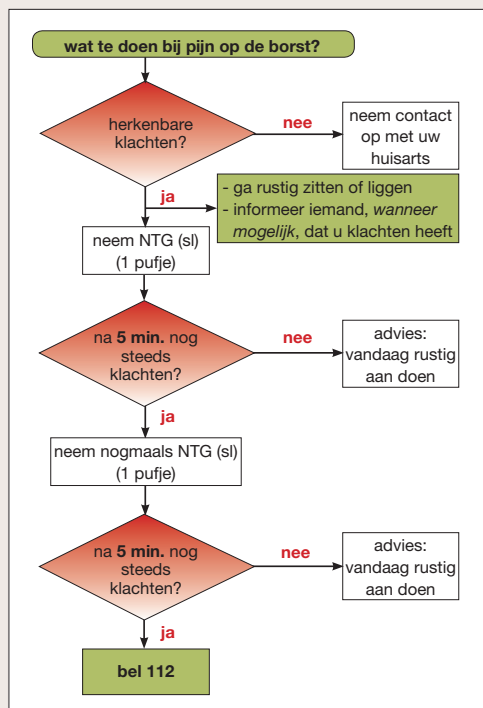 wat te doen bij pijn op de borst?
herkenbare
klachten?
nee
neem contact
op met uw
huisarts
ja
- ga rustig zitten of liggen
- informeer iemand, wanneer
mogelijk, dat u klachten heeft
neem NTG (sl)
(1 pufje)
na 5 min. nog
steeds
klachten?
nee
advies:
vandaag rustig
aan doen
ja
neem nogmaals NTG (sl)
(1 pufje)
na 5 min. nog
steeds
klachten?
nee
advies:
vandaag rustig
aan doen
ja
bel 112